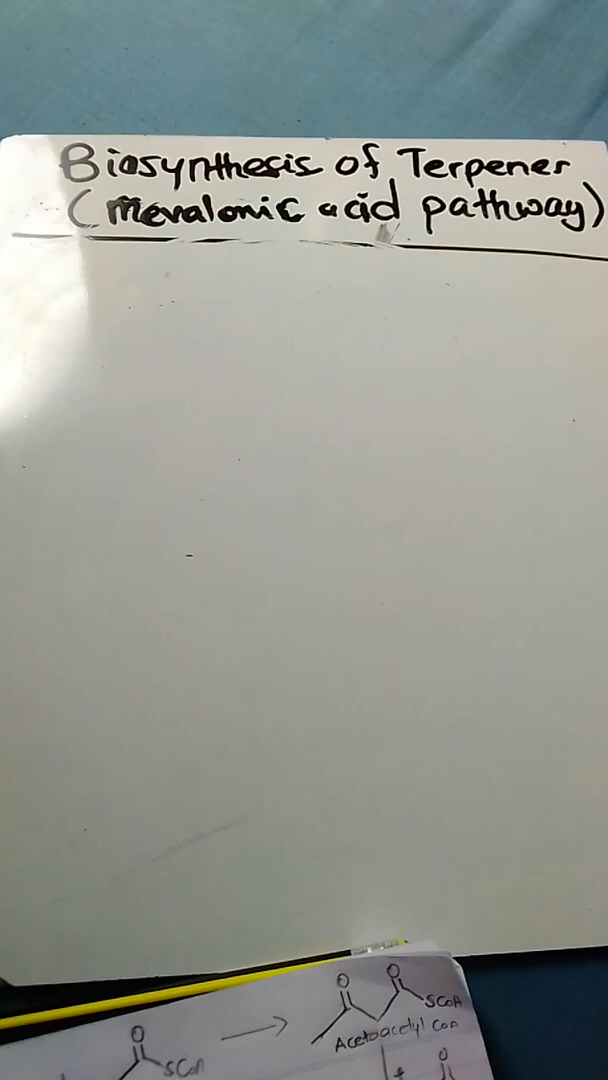 Biosynthesis of Terpenes
(mevalonic acid pathway)
O O
SCoA
Acetoacetyl CoA
O
SCoA
+
O